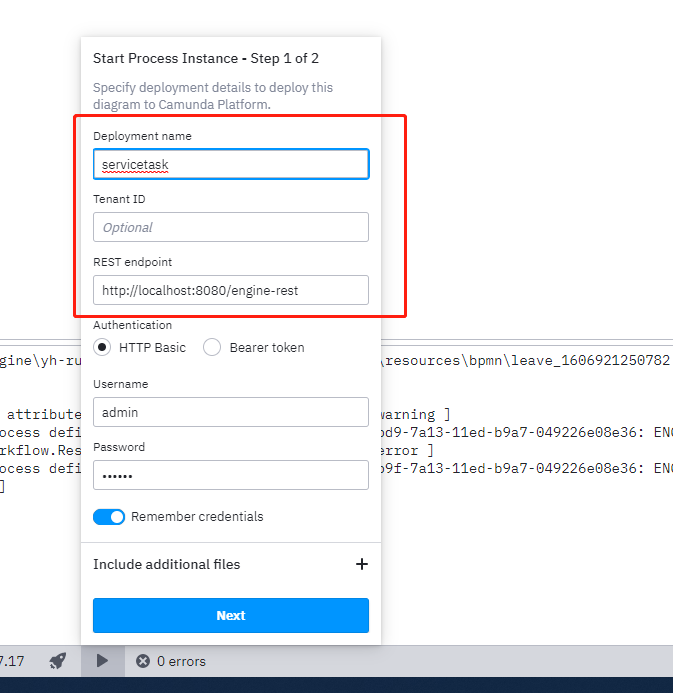 Start Process Instance - Step 1 of 2
Specify deployment details to deploy this
diagram to Camunda Platform.
Deployment name
servicetask
Tenant ID
Optional
REST endpoint
http://localhost:8080/engine-rest
Authentication
HTTP Basic Bearer token
gine\yh-ru \resources\bpmn\leave_1606921250782
Username
admin
attribute warning ]
ocess defi d9-7a13-11ed-b9a7-049226e08e36: ENG
Password
rkflow.Res error ]
ocess defi 9f-7a13-11ed-b9a7-049226e08e36: ENG
••••••
]
Remember credentials
Include additional files +
Next
7.17 0 errors